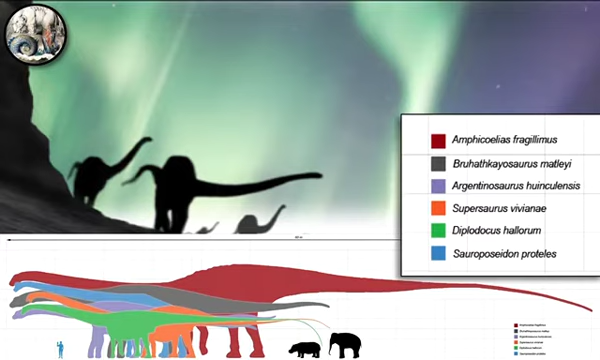 Amphicoelias fragillimus
Bruhathkayosaurus matleyi
Argentinosaurus huinculensis
Supersaurus vivianae
Diplodocus hallorum
Sauroposeidon proteles